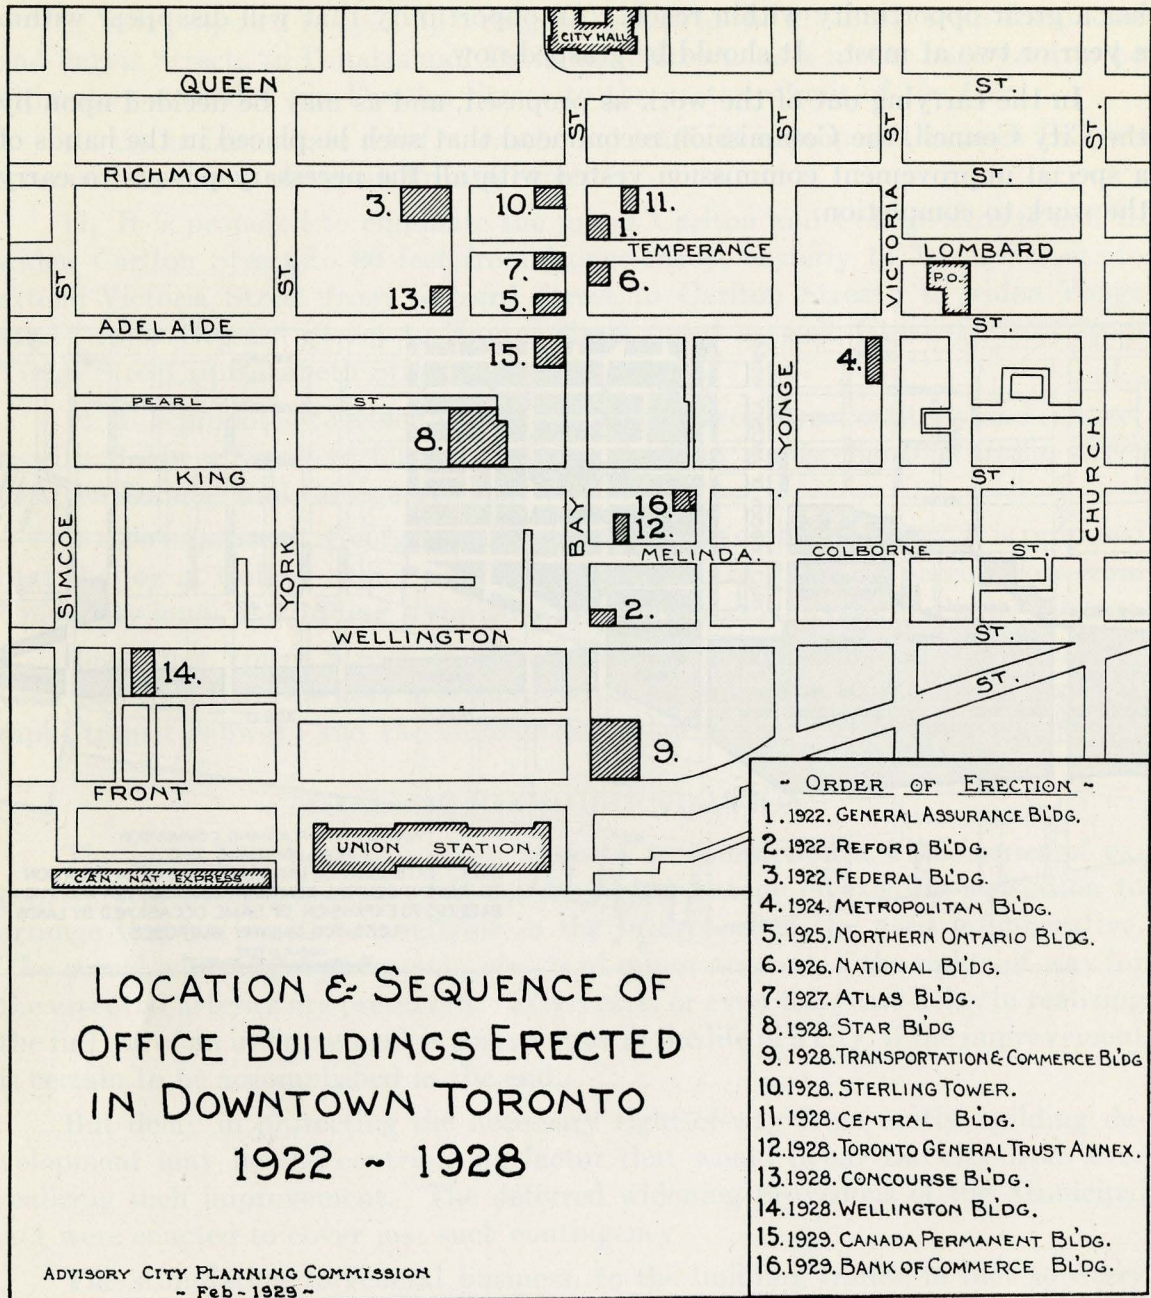 CITY HALL
QUEEN ST.
ST. ST. ST. ST.
RICHMOND ST.
3. 10. 11.
1.
TEMPERANCE
VICTORIA
LOMBARD
7. 6. P.O.
ST. ST.
13. 5.
ADELAIDE ST.
15. 4.
YONGE
PEARL ST.
8.
CHURCH
KING ST.
16.
12.
BAY
SIMCOE
YORK
MELINDA. COLBORNE ST.
2.
WELLINGTON ST.
14.
ST.
9.
FRONT
UNION STATION.
CAN. NAT. EXPRESS
~ ORDER OF ERECTION ~
1. 1922. GENERAL ASSURANCE BL'DG.
2. 1922. REFORD BL'DG.
3. 1922. FEDERAL BL'DG.
4. 1924. METROPOLITAN BL'DG.
5. 1925. NORTHERN ONTARIO BL'DG.
6. 1926. NATIONAL BL'DG.
7. 1927. ATLAS BL'DG.
8. 1928. STAR BL'DG
9. 1928. TRANSPORTATION & COMMERCE BL'DG
10. 1928. STERLING TOWER.
11. 1928. CENTRAL BL'DG.
12. 1928. TORONTO GENERAL TRUST ANNEX.
13. 1928. CONCOURSE BL'DG.
14. 1928. WELLINGTON BL'DG.
15. 1929. CANADA PERMANENT BL'DG.
16. 1929. BANK OF COMMERCE BL'DG.
LOCATION & SEQUENCE OF
OFFICE BUILDINGS ERECTED
IN DOWNTOWN TORONTO
1922 ~ 1928
ADVISORY CITY PLANNING COMMISSION
~ FEB - 1929 ~